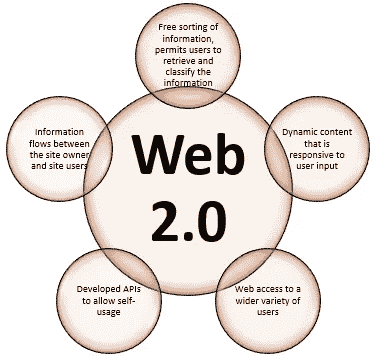 Free sorting of
information,
permits users to
retrieve and
classify the
information
Information
flows between
the site owner
and site users
Dynamic content
that is
responsive to
user input
Web
2.0
Developed APIs
to allow self-
usage
Web access to a
wider variety of
users